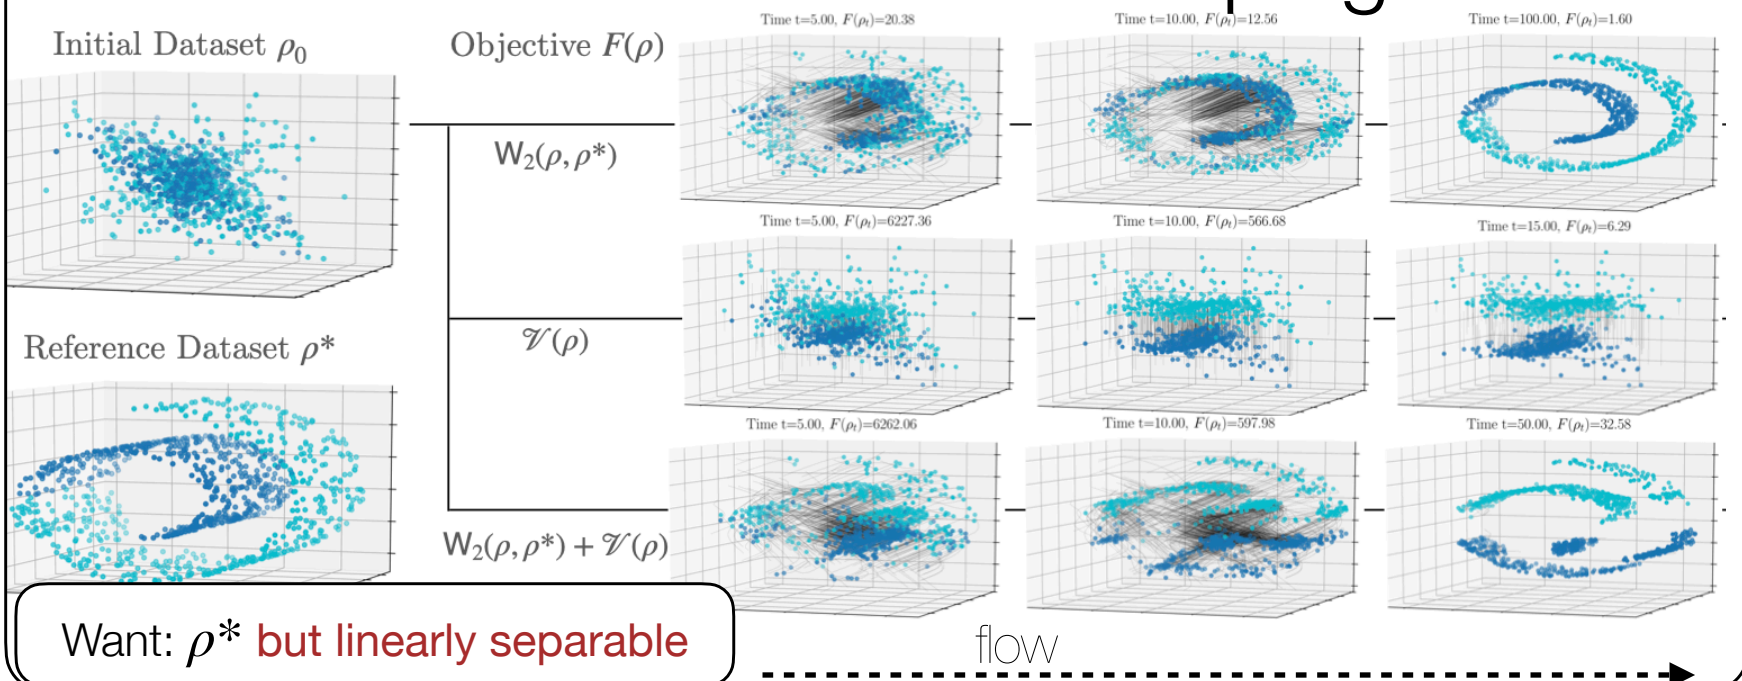 Initial Dataset ρ₀
Objective F(ρ)
Time t=5.00, F(ρₜ)=20.38
Time t=10.00, F(ρₜ)=12.56
Time t=100.00, F(ρₜ)=1.60
W₂(ρ, ρ*)
Time t=5.00, F(ρₜ)=6227.36
Time t=10.00, F(ρₜ)=566.68
Time t=15.00, F(ρₜ)=6.29
𝒱(ρ)
Reference Dataset ρ*
Time t=5.00, F(ρₜ)=6262.06
Time t=10.00, F(ρₜ)=597.98
Time t=50.00, F(ρₜ)=32.58
W₂(ρ, ρ*) + 𝒱(ρ)
Want: ρ* but linearly separable
flow